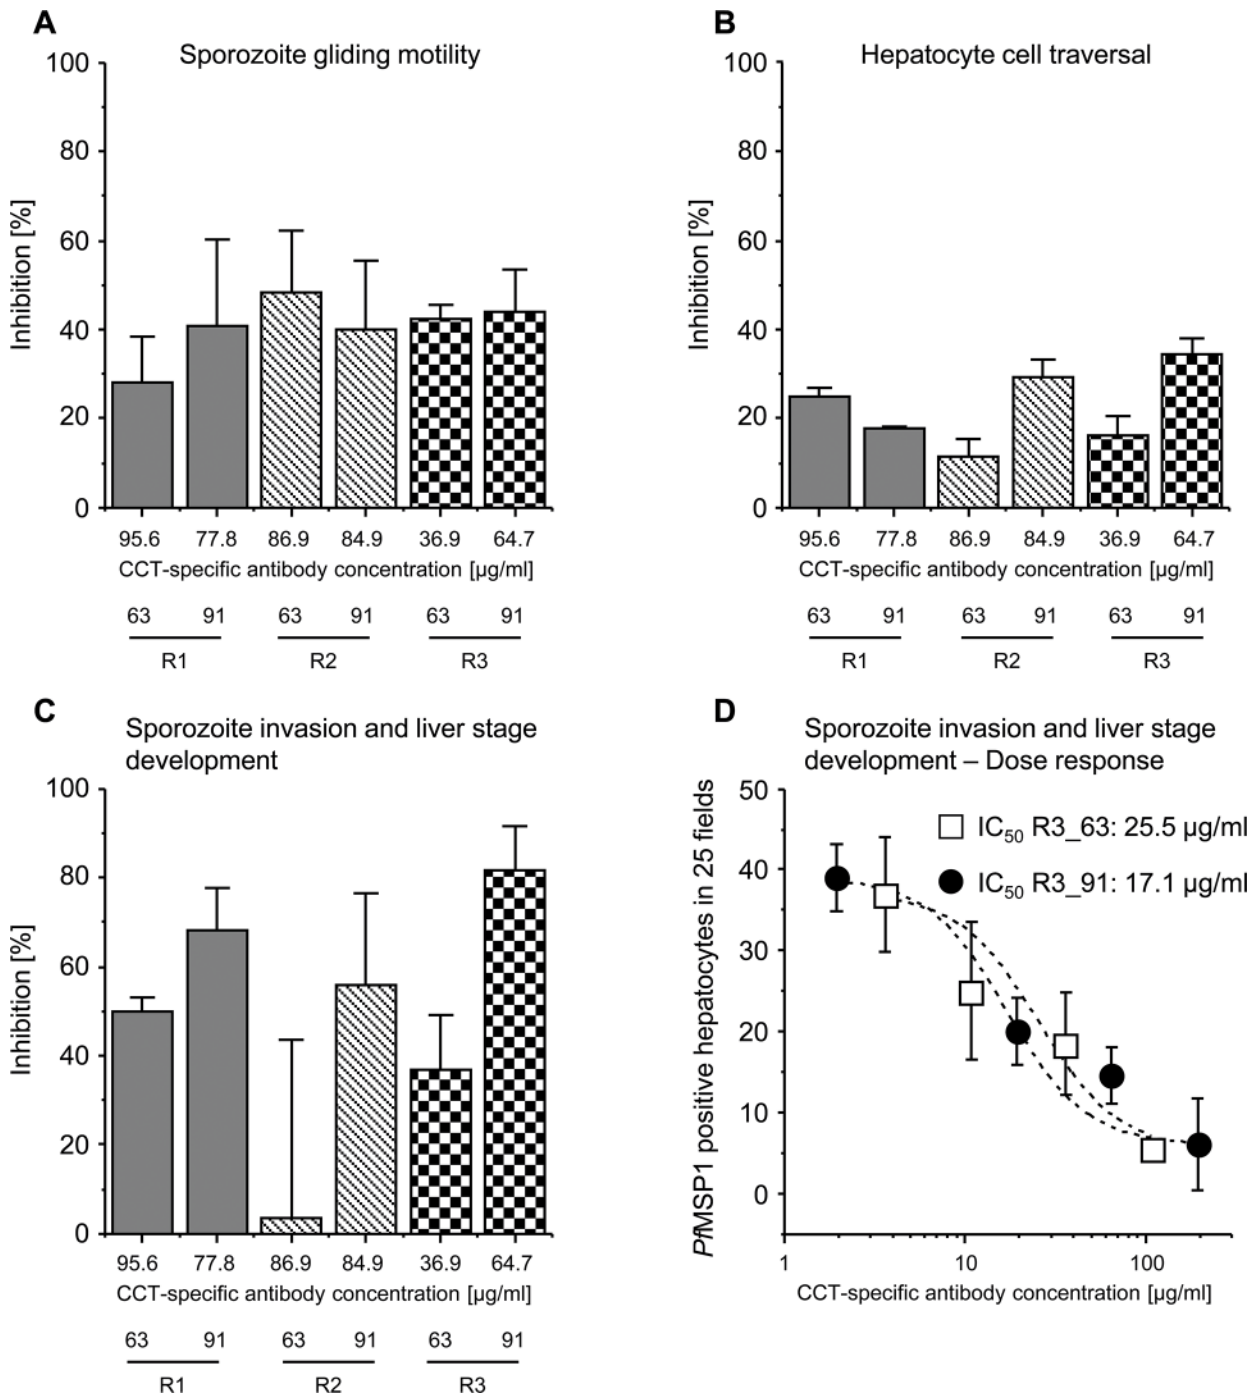 A
Sporozoite gliding motility
Inhibition [%]
100
80
60
40
20
0
95.6 77.8 86.9 84.9 36.9 64.7
CCT-specific antibody concentration [µg/ml]
63 91 63 91 63 91
R1 R2 R3
B
Hepatocyte cell traversal
Inhibition [%]
100
80
60
40
20
0
95.6 77.8 86.9 84.9 36.9 64.7
CCT-specific antibody concentration [µg/ml]
63 91 63 91 63 91
R1 R2 R3
C
Sporozoite invasion and liver stage
development
Inhibition [%]
100
80
60
40
20
0
95.6 77.8 86.9 84.9 36.9 64.7
CCT-specific antibody concentration [µg/ml]
63 91 63 91 63 91
R1 R2 R3
D
Sporozoite invasion and liver stage
development – Dose response
PfMSP1 positive hepatocytes in 25 fields
50
40
30
20
10
0
IC50 R3_63: 25.5 µg/ml
IC50 R3_91: 17.1 µg/ml
1 10 100
CCT-specific antibody concentration [µg/ml]